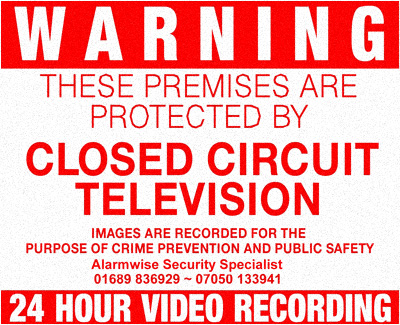 WARNING
THESE PREMISES ARE
PROTECTED BY
CLOSED CIRCUIT
TELEVISION
IMAGES ARE RECORDED FOR THE
PURPOSE OF CRIME PREVENTION AND PUBLIC SAFETY
Alarmwise Security Specialist
01689 836929 ~ 07050 133941
24 HOUR VIDEO RECORDING